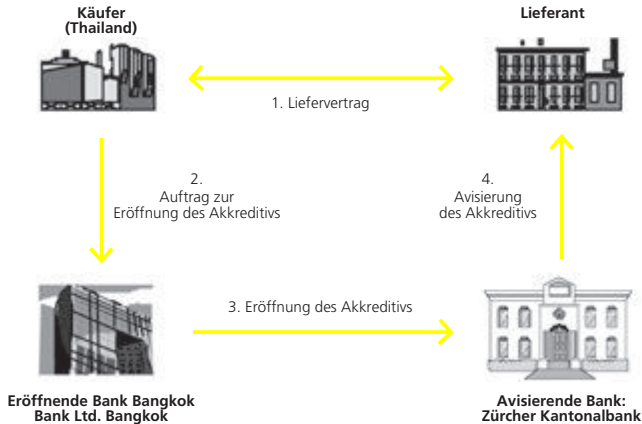 Käufer
(Thailand)
Lieferant
1. Liefervertrag
2.
Auftrag zur
Eröffnung des Akkreditivs
4.
Avisierung
des Akkreditivs
3. Eröffnung des Akkreditivs
Eröffnende Bank Bangkok
Bank Ltd. Bangkok
Avisierende Bank:
Zürcher Kantonalbank